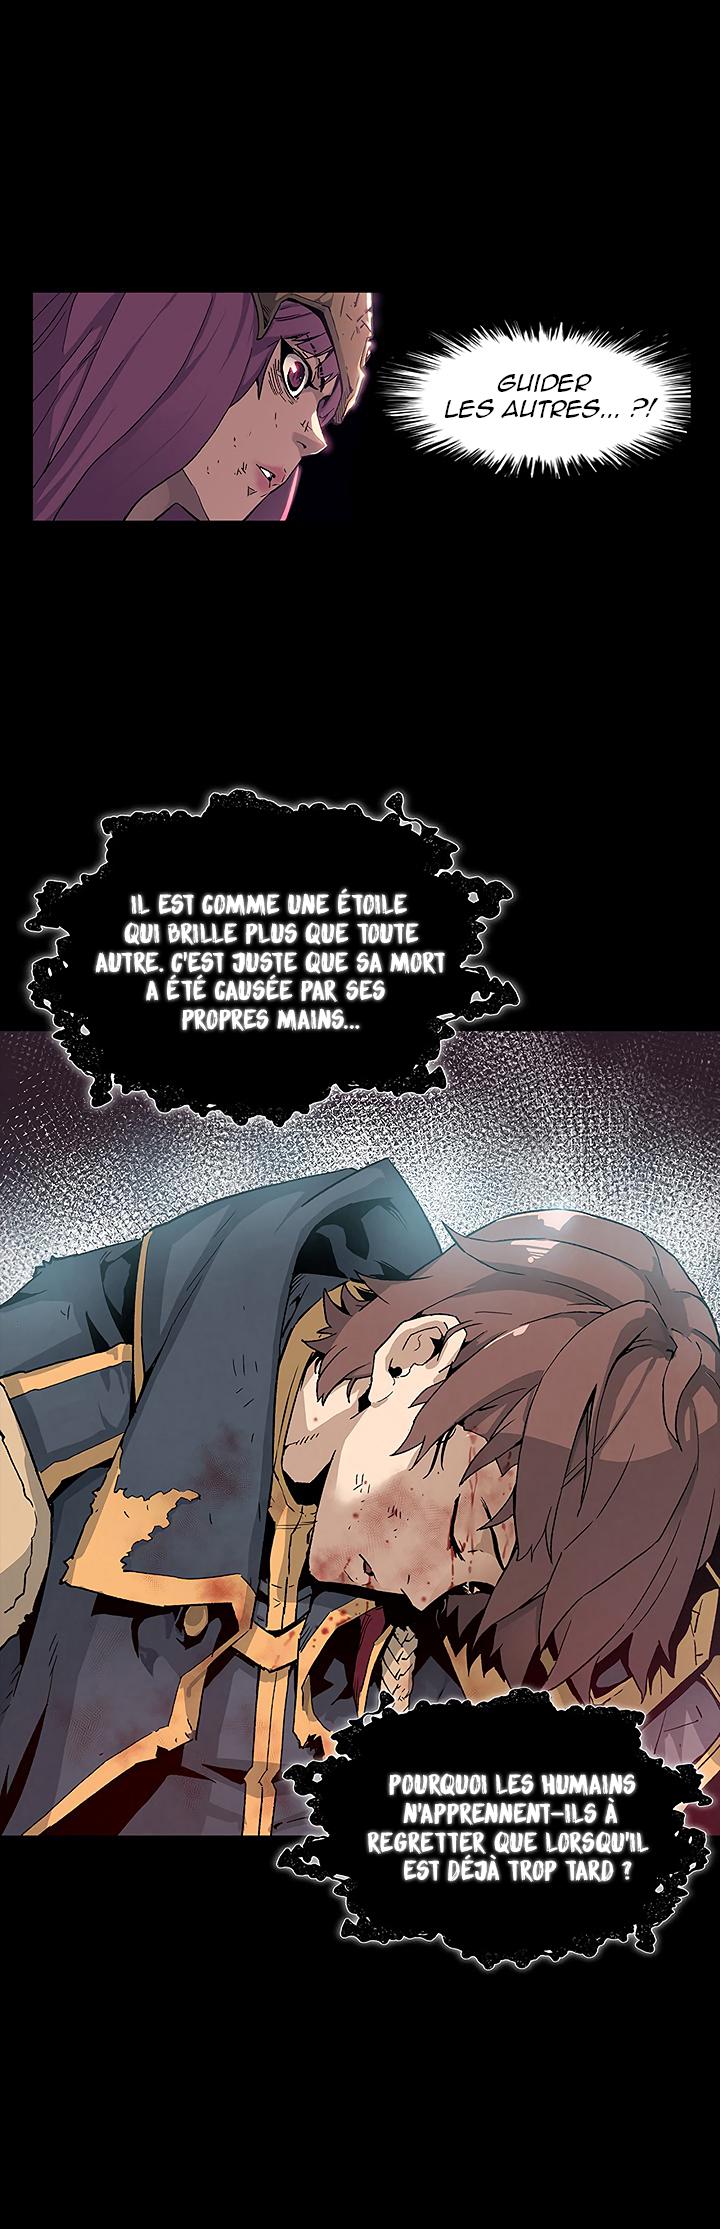 GUIDER
LES AUTRES... ?!
IL EST COMME UNE ÉTOILE
QUI BRILLE PLUS QUE TOUTE
AUTRE. C'EST JUSTE QUE SA MORT
A ÉTÉ CAUSÉE PAR SES
PROPRES MAINS...
POURQUOI LES HUMAINS
N'APPRENNENT-ILS À
REGRETTER QUE LORSQU'IL
EST DÉJÀ TROP TARD ?